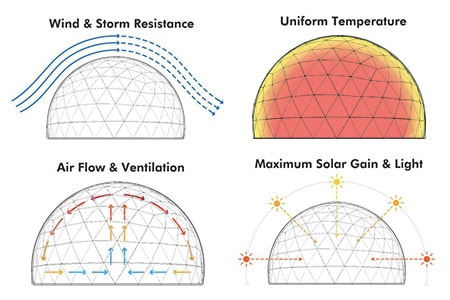 Wind & Storm Resistance
Uniform Temperature
Air Flow & Ventilation
Maximum Solar Gain & Light